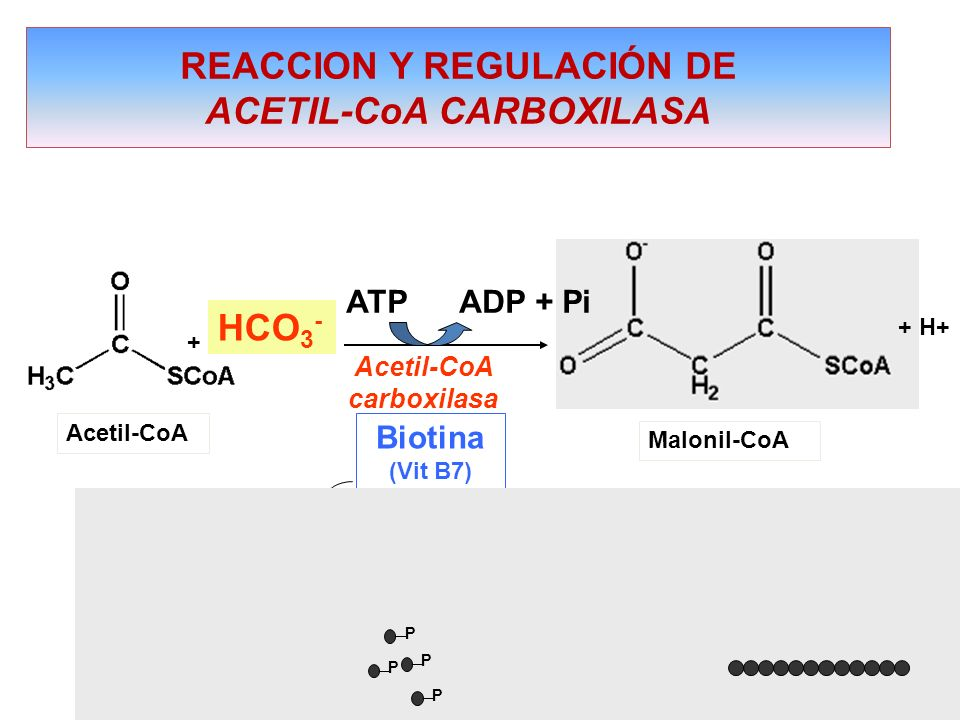 REACCION Y REGULACIÓN DE
ACETIL-CoA CARBOXILASA
O
C
H3C
SCoA
+
HCO3-
ATP
ADP + Pi
Acetil-CoA
carboxilasa
Biotina
(Vit B7)
O-
O
C
C
O
C
H2
SCoA
+ H+
Acetil-CoA
Malonil-CoA
P
P
P
P